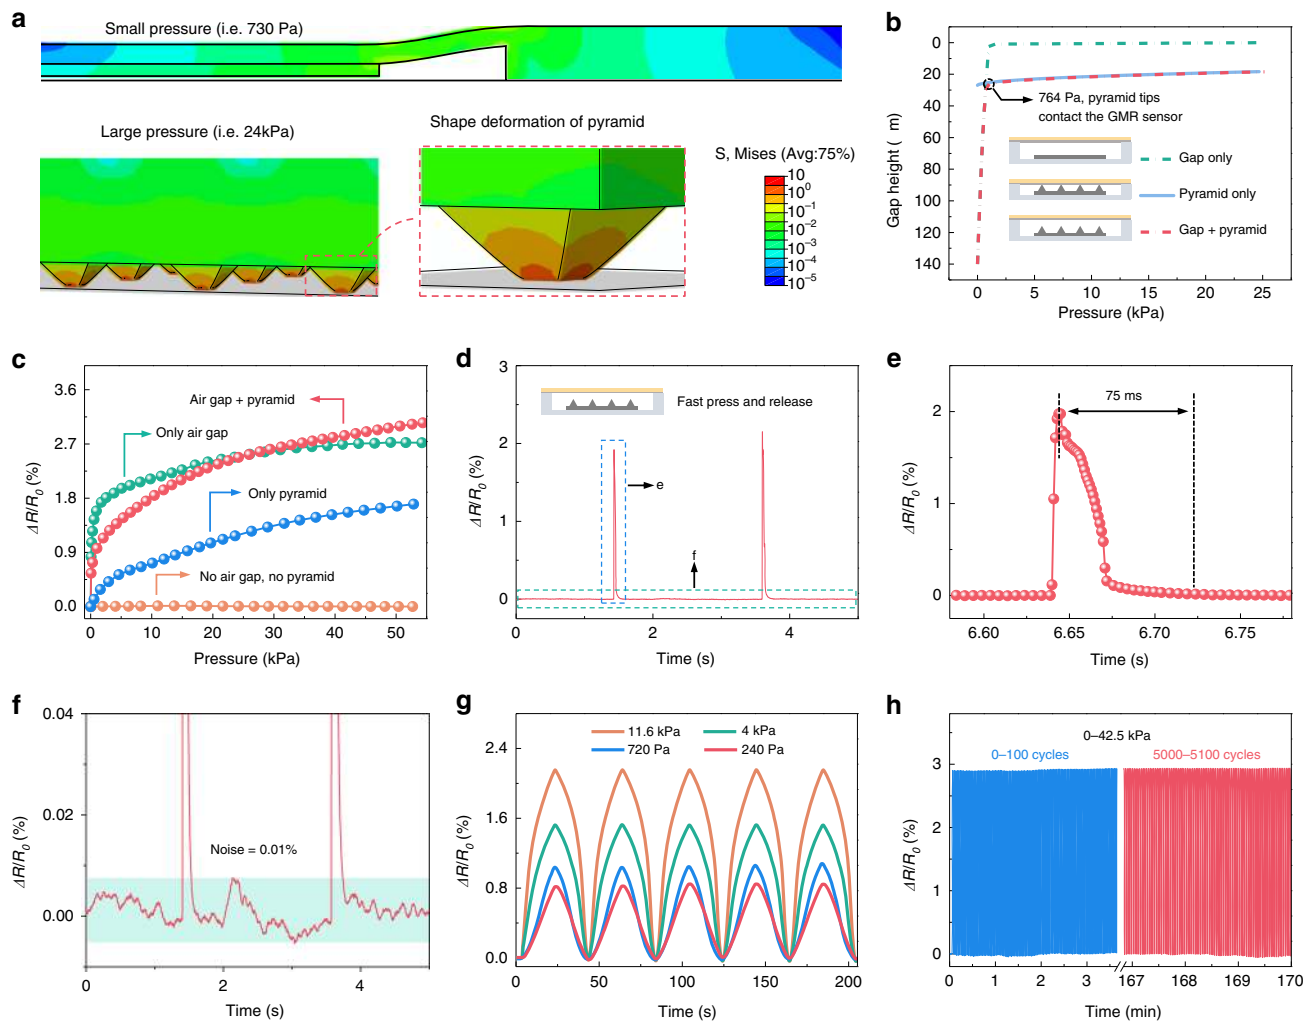 a
Small pressure (i.e. 730 Pa)
Large pressure (i.e. 24kPa)
Shape deformation of pyramid
S, Mises (Avg:75%)
10
10⁰
10⁻¹
10⁻²
10⁻³
10⁻⁴
10⁻⁵
b
Gap height ( m)
0
20
40
60
80
100
120
140
764 Pa, pyramid tips
contact the GMR sensor
Gap only
Pyramid only
Gap + pyramid
0 5 10 15 20 25
Pressure (kPa)
c
ΔR/R₀ (%)
3.6
2.7
1.8
0.9
0.0
Air gap + pyramid
Only air gap
Only pyramid
No air gap, no pyramid
0 10 20 30 40 50
Pressure (kPa)
d
ΔR/R₀ (%)
3
2
1
0
Fast press and release
e
f
0 2 4
Time (s)
e
ΔR/R₀ (%)
2
1
0
75 ms
6.60 6.65 6.70 6.75
Time (s)
f
ΔR/R₀ (%)
0.04
0.02
0.00
Noise = 0.01%
0 2 4
Time (s)
g
ΔR/R₀ (%)
2.4
1.6
0.8
0.0
11.6 kPa 4 kPa
720 Pa 240 Pa
0 50 100 150 200
Time (s)
h
ΔR/R₀ (%)
3
2
1
0
0–42.5 kPa
0–100 cycles 5000–5100 cycles
0 1 2 3 167 168 169 170
Time (min)